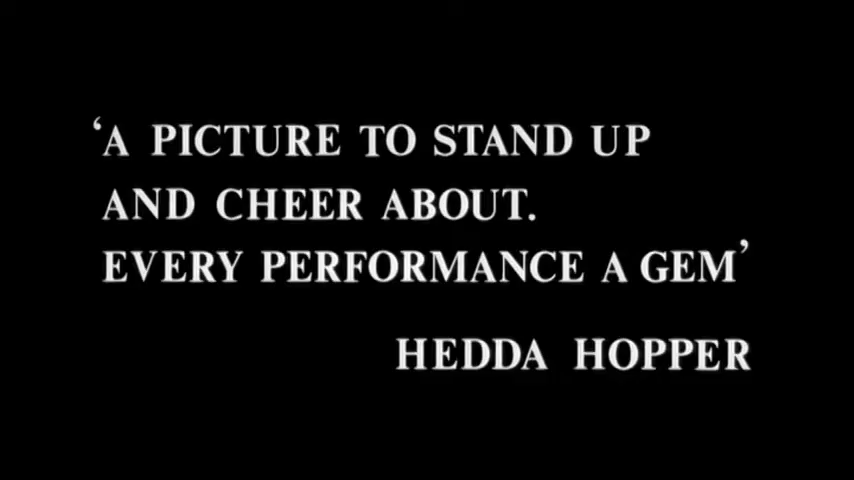 ‘A PICTURE TO STAND UP
AND CHEER ABOUT.
EVERY PERFORMANCE A GEM’
HEDDA HOPPER